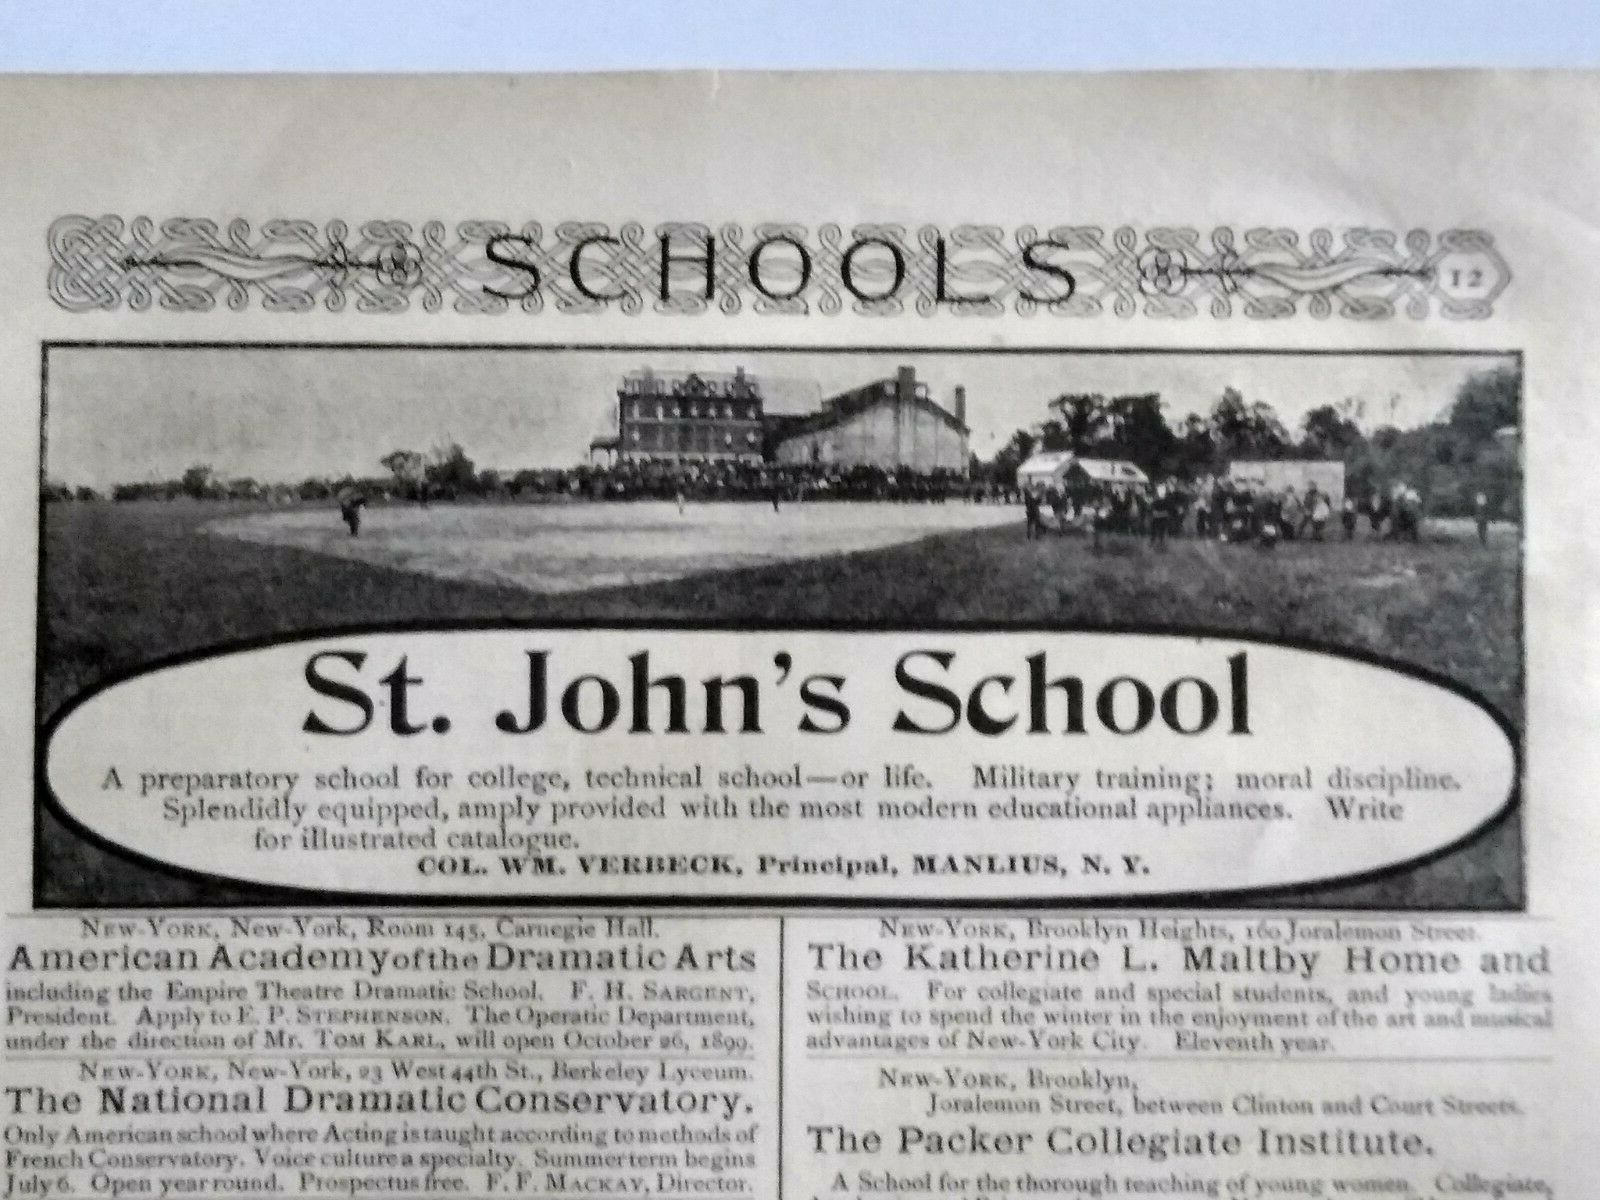 SCHOOLS
12
St. John's School
A preparatory school for college, technical school—or life. Military training; moral discipline.
Splendidly equipped, amply provided with the most modern educational appliances. Write
for illustrated catalogue.
COL. WM. VERBECK, Principal, MANLIUS, N. Y.
NEW-YORK, New-York, Room 145, Carnegie Hall.
American Academy of the Dramatic Arts
including the Empire Theatre Dramatic School. F. H. SARGENT,
President. Apply to E. P. STEPHENSON. The Operatic Department,
under the direction of Mr. TOM KARL, will open October 26, 1899.
NEW-YORK, New-York, 23 West 44th St., Berkeley Lyceum.
The National Dramatic Conservatory.
Only American school where Acting is taught according to methods of
French Conservatory. Voice culture a specialty. Summer term begins
July 6. Open year round. Prospectus free. F. F. MACKAY, Director.
NEW-YORK, Brooklyn Heights, 160 Joralemon Street.
The Katherine L. Maltby Home and
SCHOOL. For collegiate and special students, and young ladies
wishing to spend the winter in the enjoyment of the art and musical
advantages of New-York City. Eleventh year.
NEW-YORK, Brooklyn,
Joralemon Street, between Clinton and Court Streets.
The Packer Collegiate Institute.
A School for the thorough teaching of young women. Collegiate,